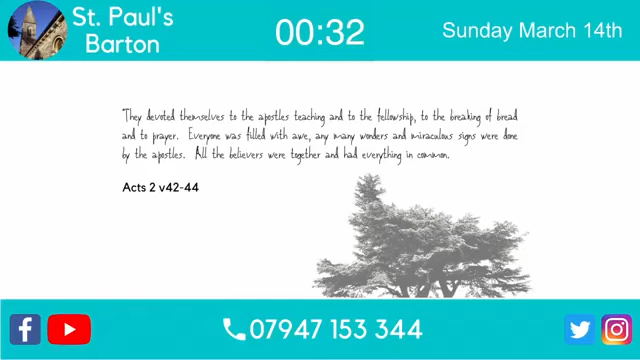 St. Paul's
Barton
00:32
Sunday March 14th
"They devoted themselves to the apostles teaching and to the fellowship, to the breaking of bread
and to prayer. Everyone was filled with awe, any many wonders and miraculous signs were done
by the apostles. All the believers were together and had everything in common.
Acts 2 v42-44
07947 153 344